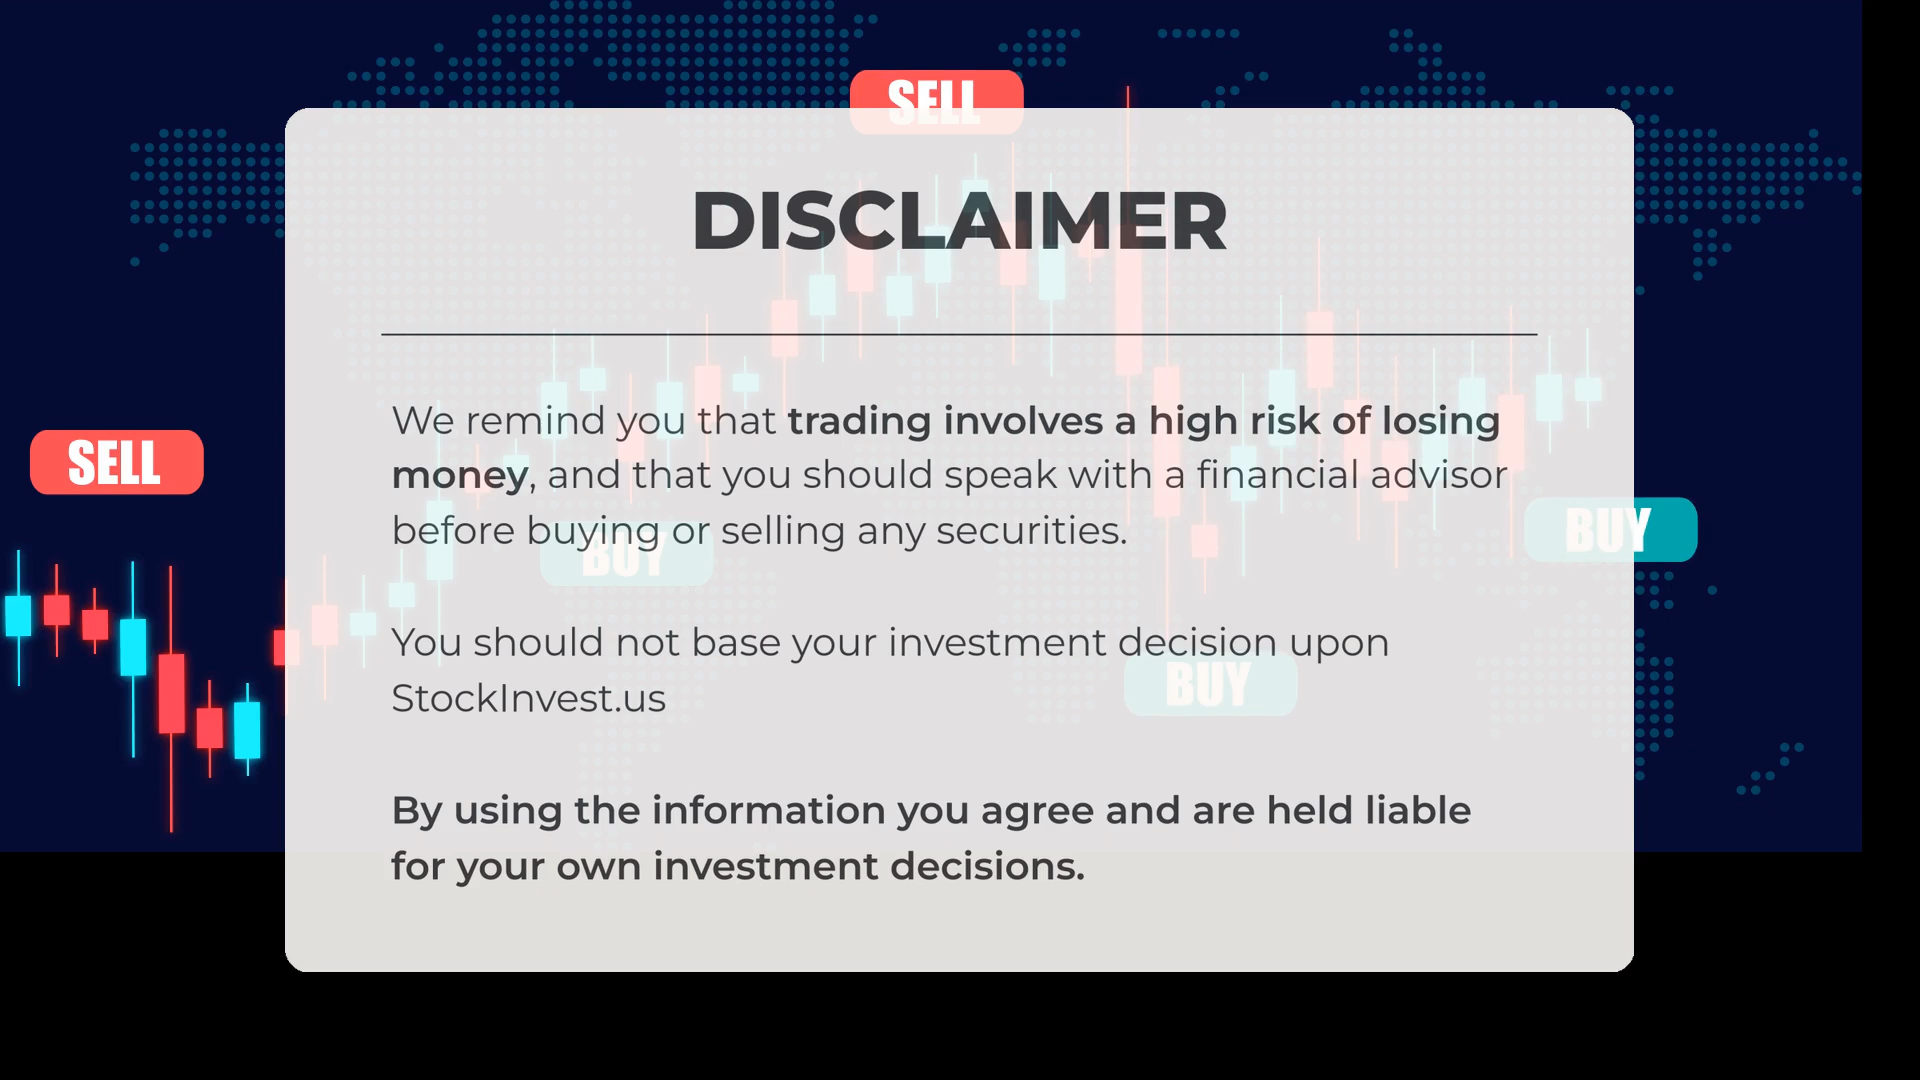 SELL
DISCLAIMER
We remind you that trading involves a high risk of losing
money, and that you should speak with a financial advisor
before buying or selling any securities.
SELL
BUY
BUY
You should not base your investment decision upon
StockInvest.us
BUY
By using the information you agree and are held liable
for your own investment decisions.